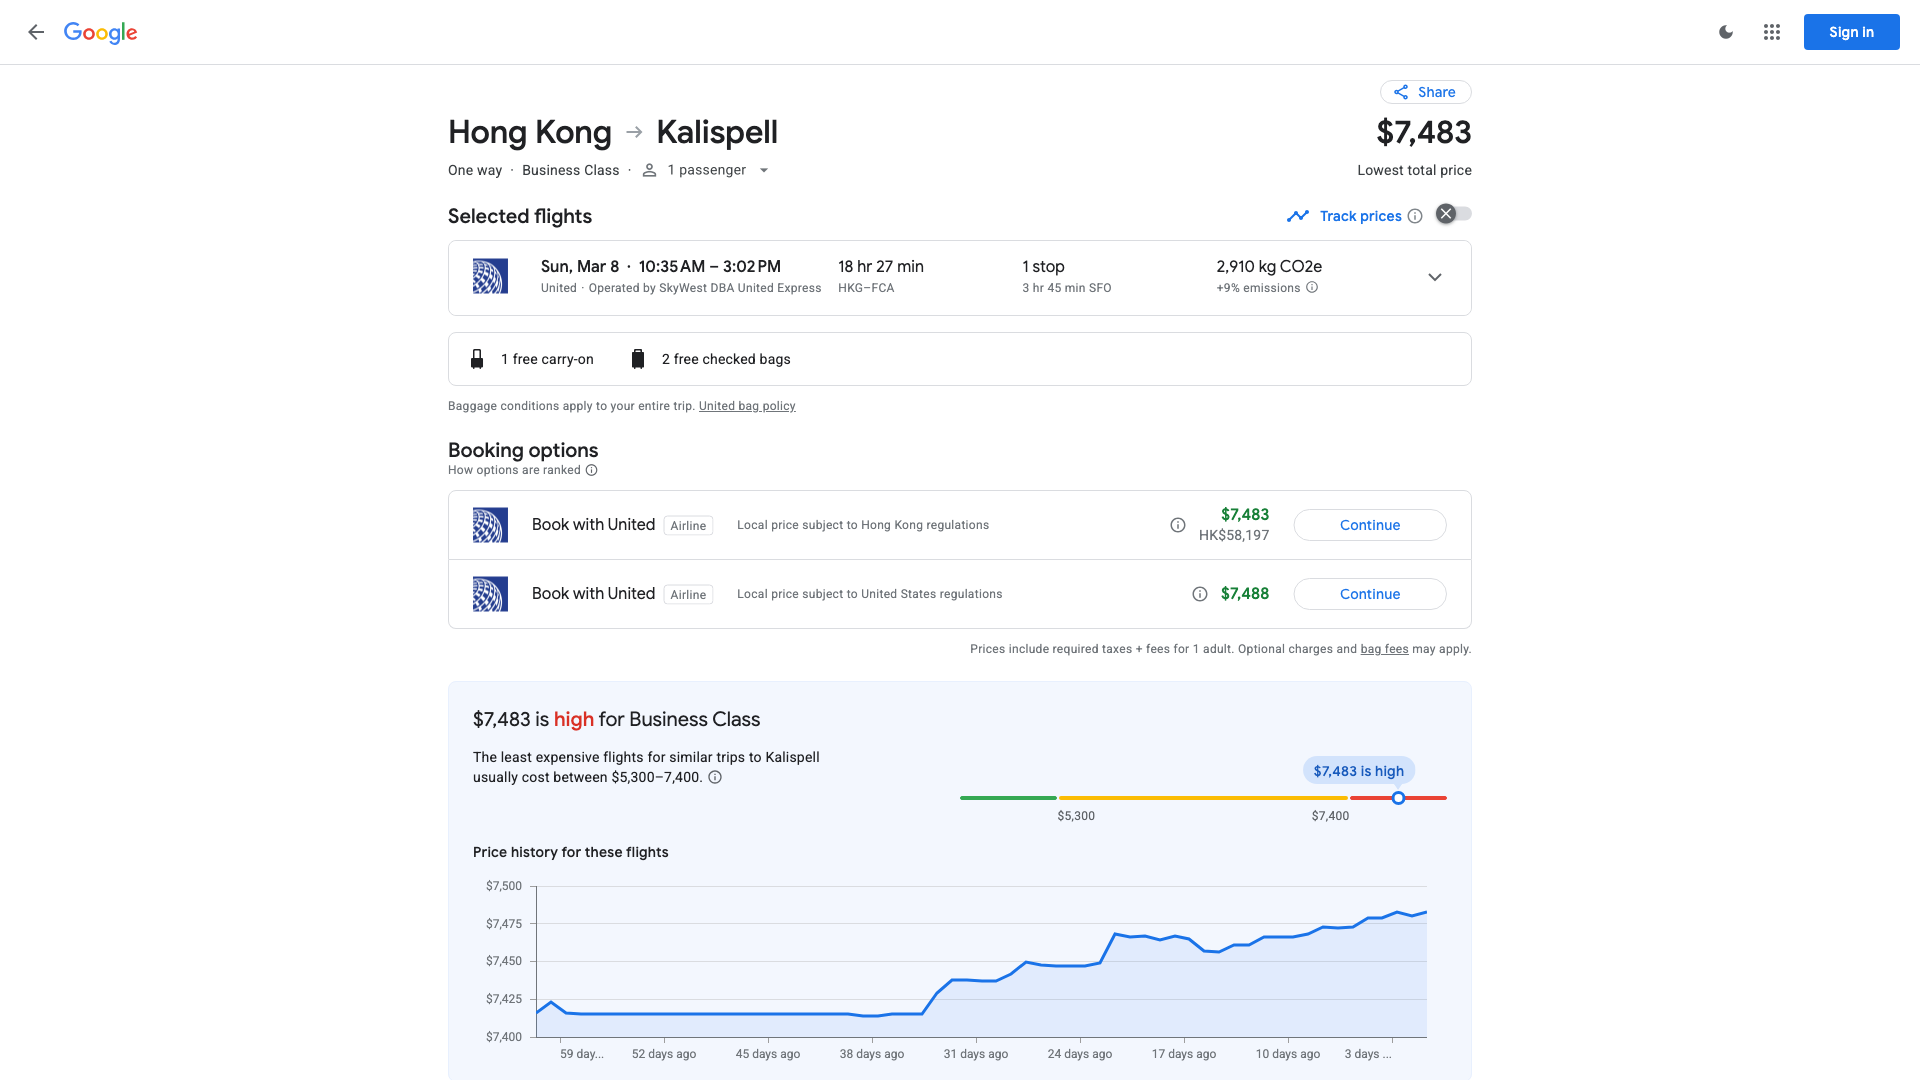 Google
Sign in
Share
Hong Kong → Kalispell
$7,483
One way · Business Class · 1 passenger
Lowest total price
Selected flights
Track prices
Sun, Mar 8 · 10:35 AM – 3:02 PM
18 hr 27 min
1 stop
2,910 kg CO2e
United · Operated by SkyWest DBA United Express
HKG–FCA
3 hr 45 min SFO
+9% emissions
1 free carry-on
2 free checked bags
Baggage conditions apply to your entire trip. United bag policy
Booking options
How options are ranked
Book with United
Airline
Local price subject to Hong Kong regulations
$7,483
HK$58,197
Continue
Book with United
Airline
Local price subject to United States regulations
$7,488
Continue
Prices include required taxes + fees for 1 adult. Optional charges and bag fees may apply.
$7,483 is high for Business Class
The least expensive flights for similar trips to Kalispell
usually cost between $5,300–7,400.
$7,483 is high
$5,300
$7,400
Price history for these flights
$7,500
$7,475
$7,450
$7,425
$7,400
59 day...
52 days ago
45 days ago
38 days ago
31 days ago
24 days ago
17 days ago
10 days ago
3 days ...